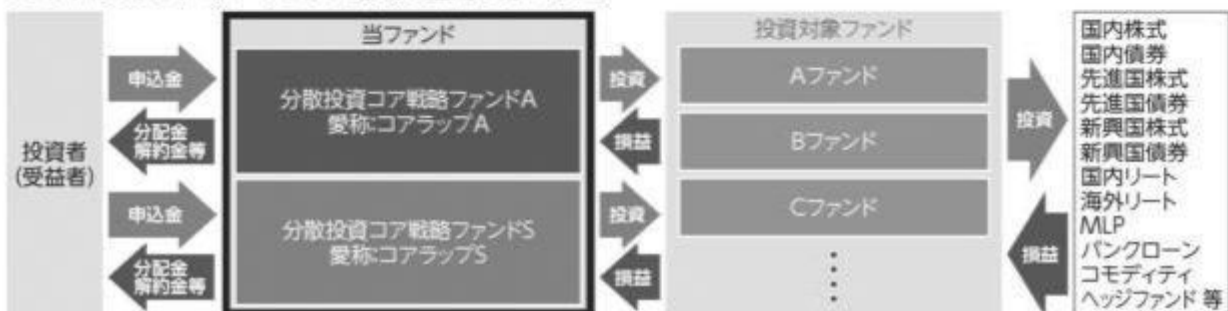 投資者
(受益者)
申込金
分配金
解約金等
申込金
分配金
解約金等
当ファンド
分散投資コア戦略ファンドA
愛称:コアラップA
分散投資コア戦略ファンドS
愛称:コアラップS
投資
損益
投資
損益
投資対象ファンド
Aファンド
Bファンド
Cファンド
投資
損益
国内株式
国内債券
先進国株式
先進国債券
新興国株式
新興国債券
国内リート
海外リート
MLP
バンクローン
コモディティ
ヘッジファンド 等